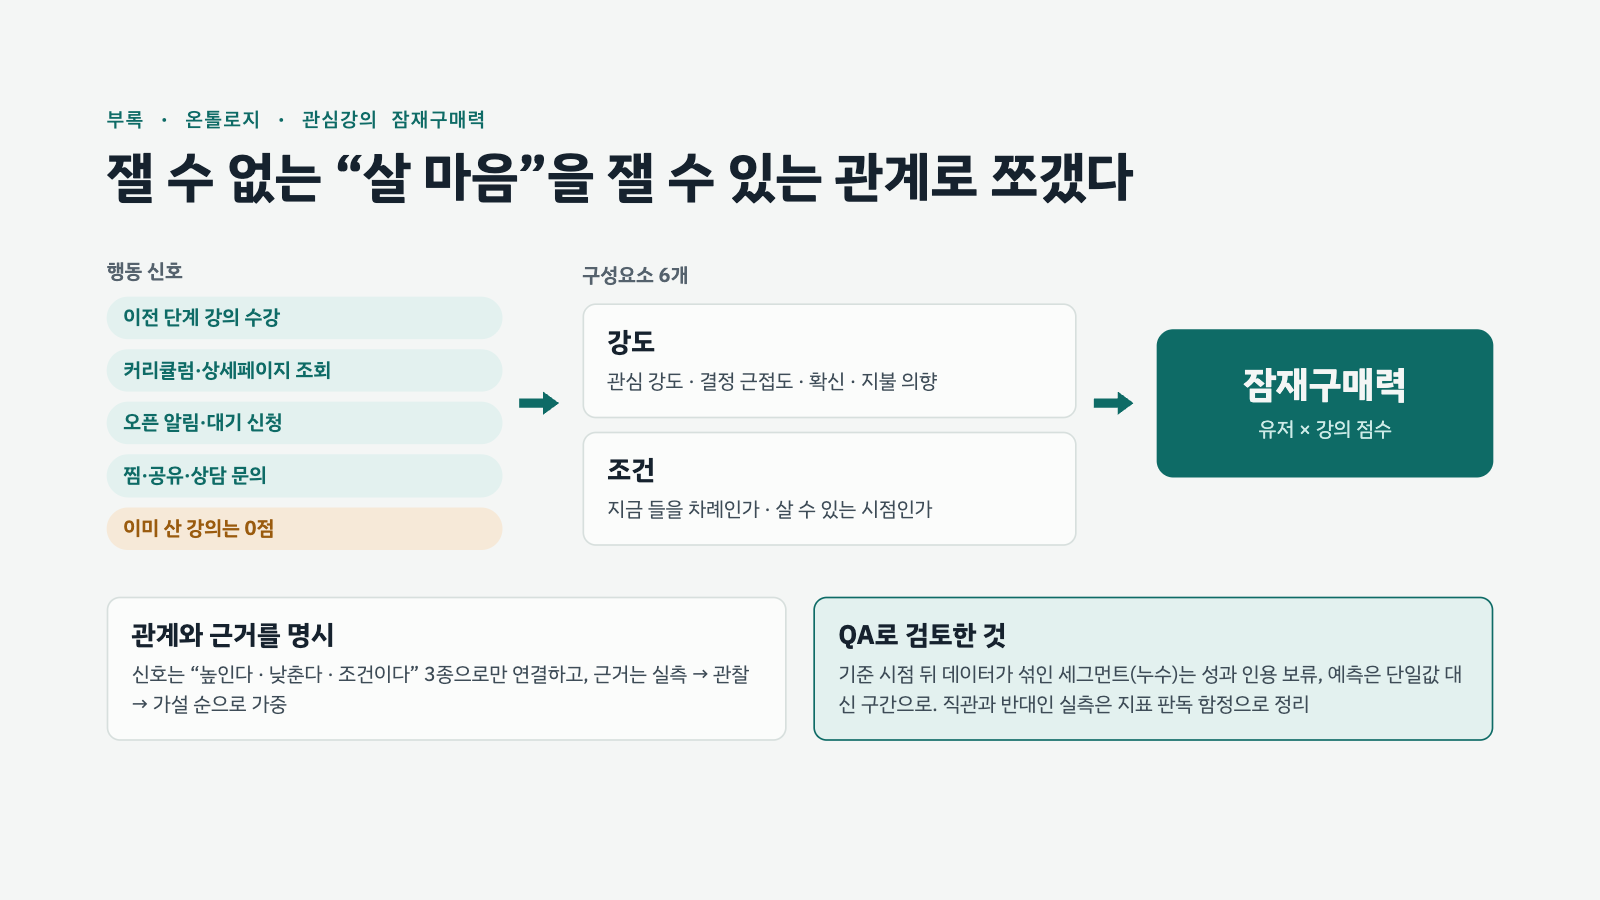 부록 · 온톨로지 · 관심강의 잠재구매력
잴 수 없는 “살 마음”을 잴 수 있는 관계로 쪼갰다
행동 신호
이전 단계 강의 수강
커리큘럼·상세페이지 조회
오픈 알림·대기 신청
찜·공유·상담 문의
이미 산 강의는 0점
구성요소 6개
강도
관심 강도 · 결정 근접도 · 확신 · 지불 의향
조건
지금 들을 차례인가 · 살 수 있는 시점인가
잠재구매력
유저 × 강의 점수
관계와 근거를 명시
신호는 “높인다 · 낮춘다 · 조건이다” 3종으로만 연결하고, 근거는 실측 → 관찰
→ 가설 순으로 가중
QA로 검토한 것
기준 시점 뒤 데이터가 섞인 세그먼트(누수)는 성과 인용 보류, 예측은 단일값 대
신 구간으로. 직관과 반대인 실측은 지표 판독 함정으로 정리